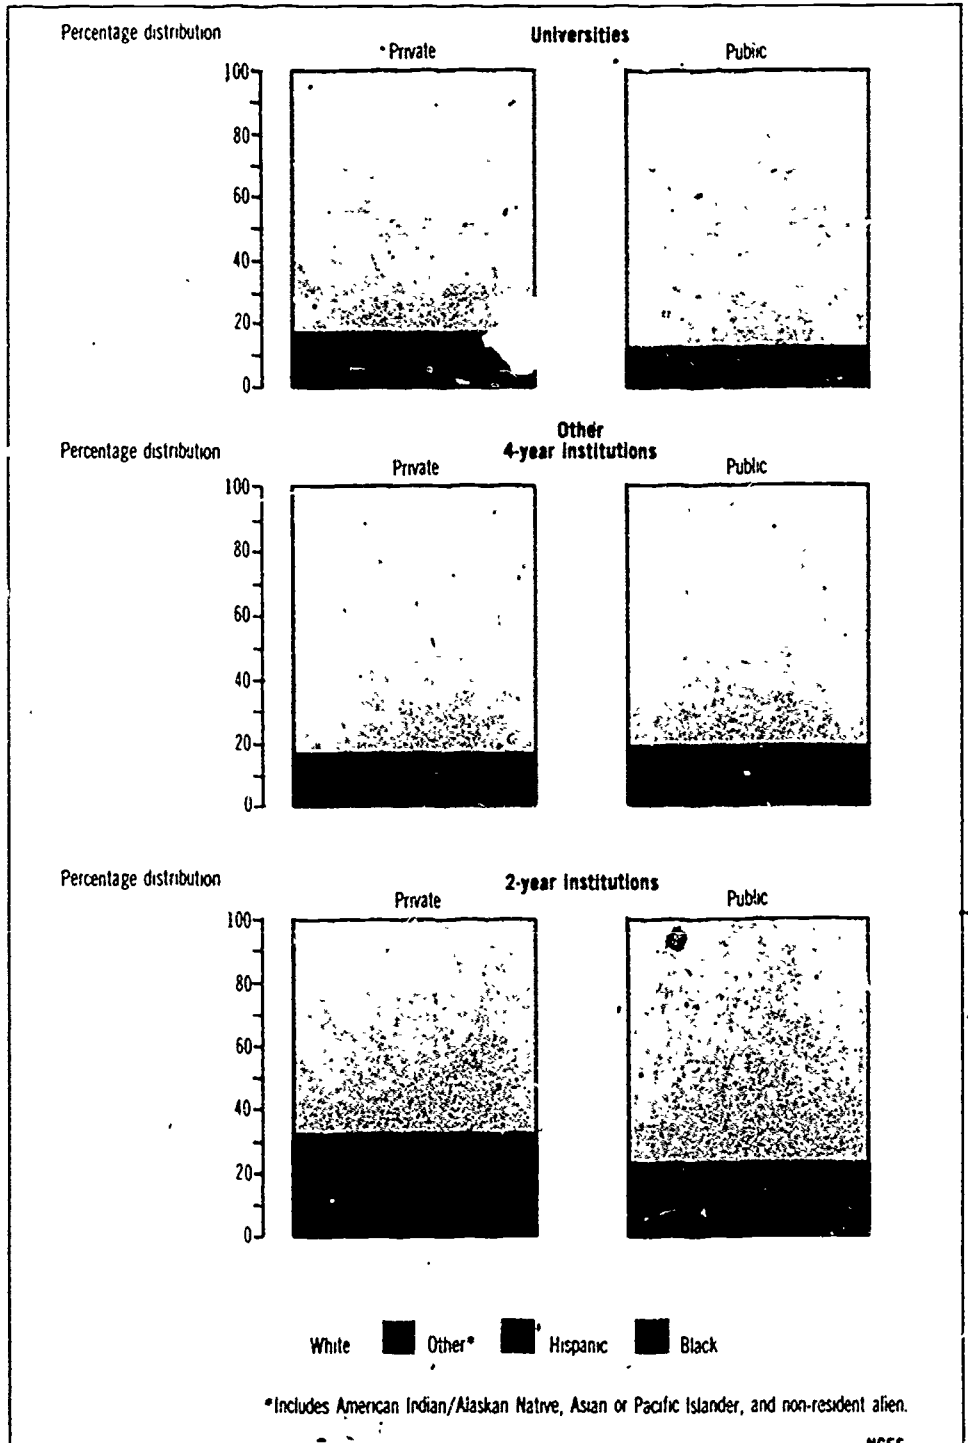 Percentage distribution
Universities
Private
Public
100
80
60
40
20
0
Percentage distribution
Other
4-year institutions
Private
Public
100
80
60
40
20
0
Percentage distribution
2-year institutions
Private
Public
100
80
60
40
20
0
White Other* Hispanic Black
*Includes American Indian/Alaskan Native, Asian or Pacific Islander, and non-resident alien.